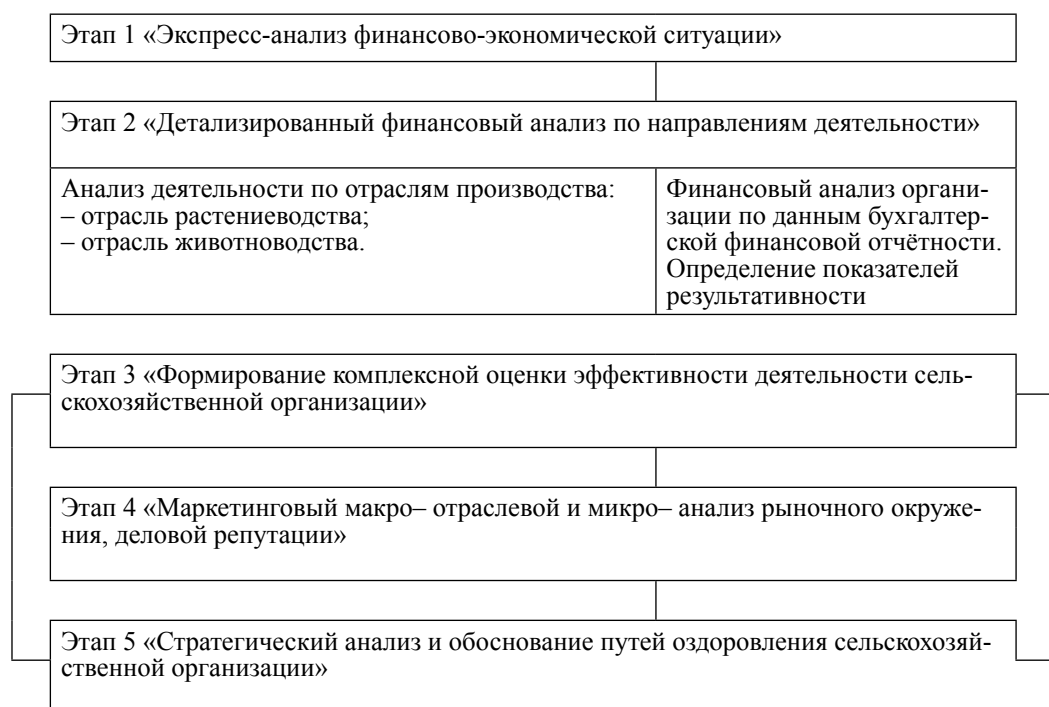 Этап 1 «Экспресс-анализ финансово-экономической ситуации»
Этап 2 «Детализированный финансовый анализ по направлениям деятельности»
Анализ деятельности по отраслям производства:
– отрасль растениеводства;
– отрасль животноводства.
Финансовый анализ органи-
зации по данным бухгалтер-
ской финансовой отчётности.
Определение показателей
результативности
Этап 3 «Формирование комплексной оценки эффективности деятельности сель-
скохозяйственной организации»
Этап 4 «Маркетинговый макро– отраслевой и микро– анализ рыночного окруже-
ния, деловой репутации»
Этап 5 «Стратегический анализ и обоснование путей оздоровления сельскохозяй-
ственной организации»